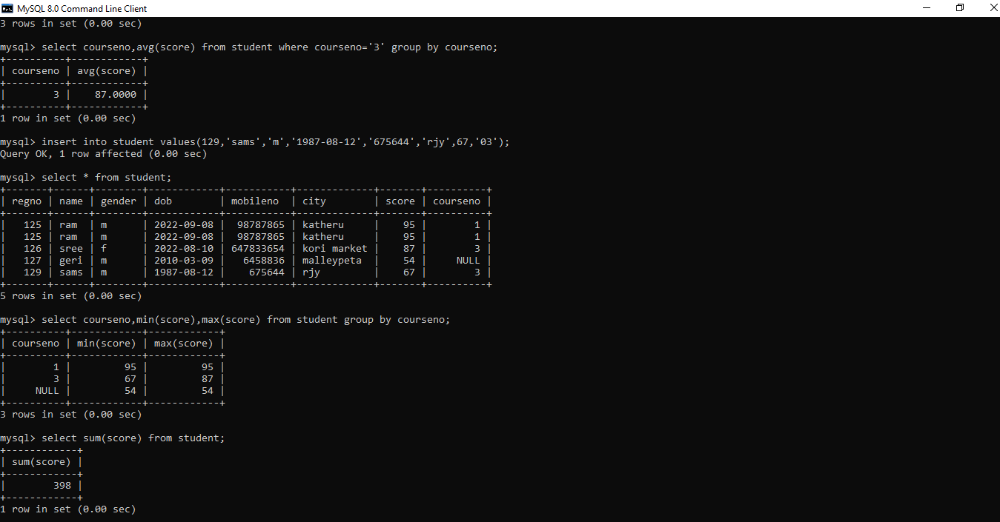 MySQL 8.0 Command Line Client
3 rows in set (0.00 sec)
mysql> select courseno,avg(score) from student where courseno='3' group by courseno;
+----------+------------+
| courseno | avg(score) |
+----------+------------+
|        3 |    87.0000 |
+----------+------------+
1 row in set (0.00 sec)
mysql> insert into student values(129,'sams','m','1987-08-12','675644','rjy',67,'03');
Query OK, 1 row affected (0.00 sec)
mysql> select * from student;
+-------+------+--------+------------+-----------+-------------+-------+----------+
| regno | name | gender | dob        | mobileno  | city        | score | courseno |
+-------+------+--------+------------+-----------+-------------+-------+----------+
|   125 | ram  | m      | 2022-09-08 |  98787865 | katheru     |    95 |        1 |
|   125 | ram  | m      | 2022-09-08 |  98787865 | katheru     |    95 |        1 |
|   126 | sree | f      | 2022-08-10 | 647833654 | kori market |    87 |        3 |
|   127 | geri | m      | 2010-03-09 |   6458836 | malleypeta  |    54 |     NULL |
|   129 | sams | m      | 1987-08-12 |    675644 | rjy         |    67 |        3 |
+-------+------+--------+------------+-----------+-------------+-------+----------+
5 rows in set (0.00 sec)
mysql> select courseno,min(score),max(score) from student group by courseno;
+----------+------------+------------+
| courseno | min(score) | max(score) |
+----------+------------+------------+
|        1 |         95 |         95 |
|        3 |         67 |         87 |
|     NULL |         54 |         54 |
+----------+------------+------------+
3 rows in set (0.00 sec)
mysql> select sum(score) from student;
+------------+
| sum(score) |
+------------+
|        398 |
+------------+
1 row in set (0.00 sec)